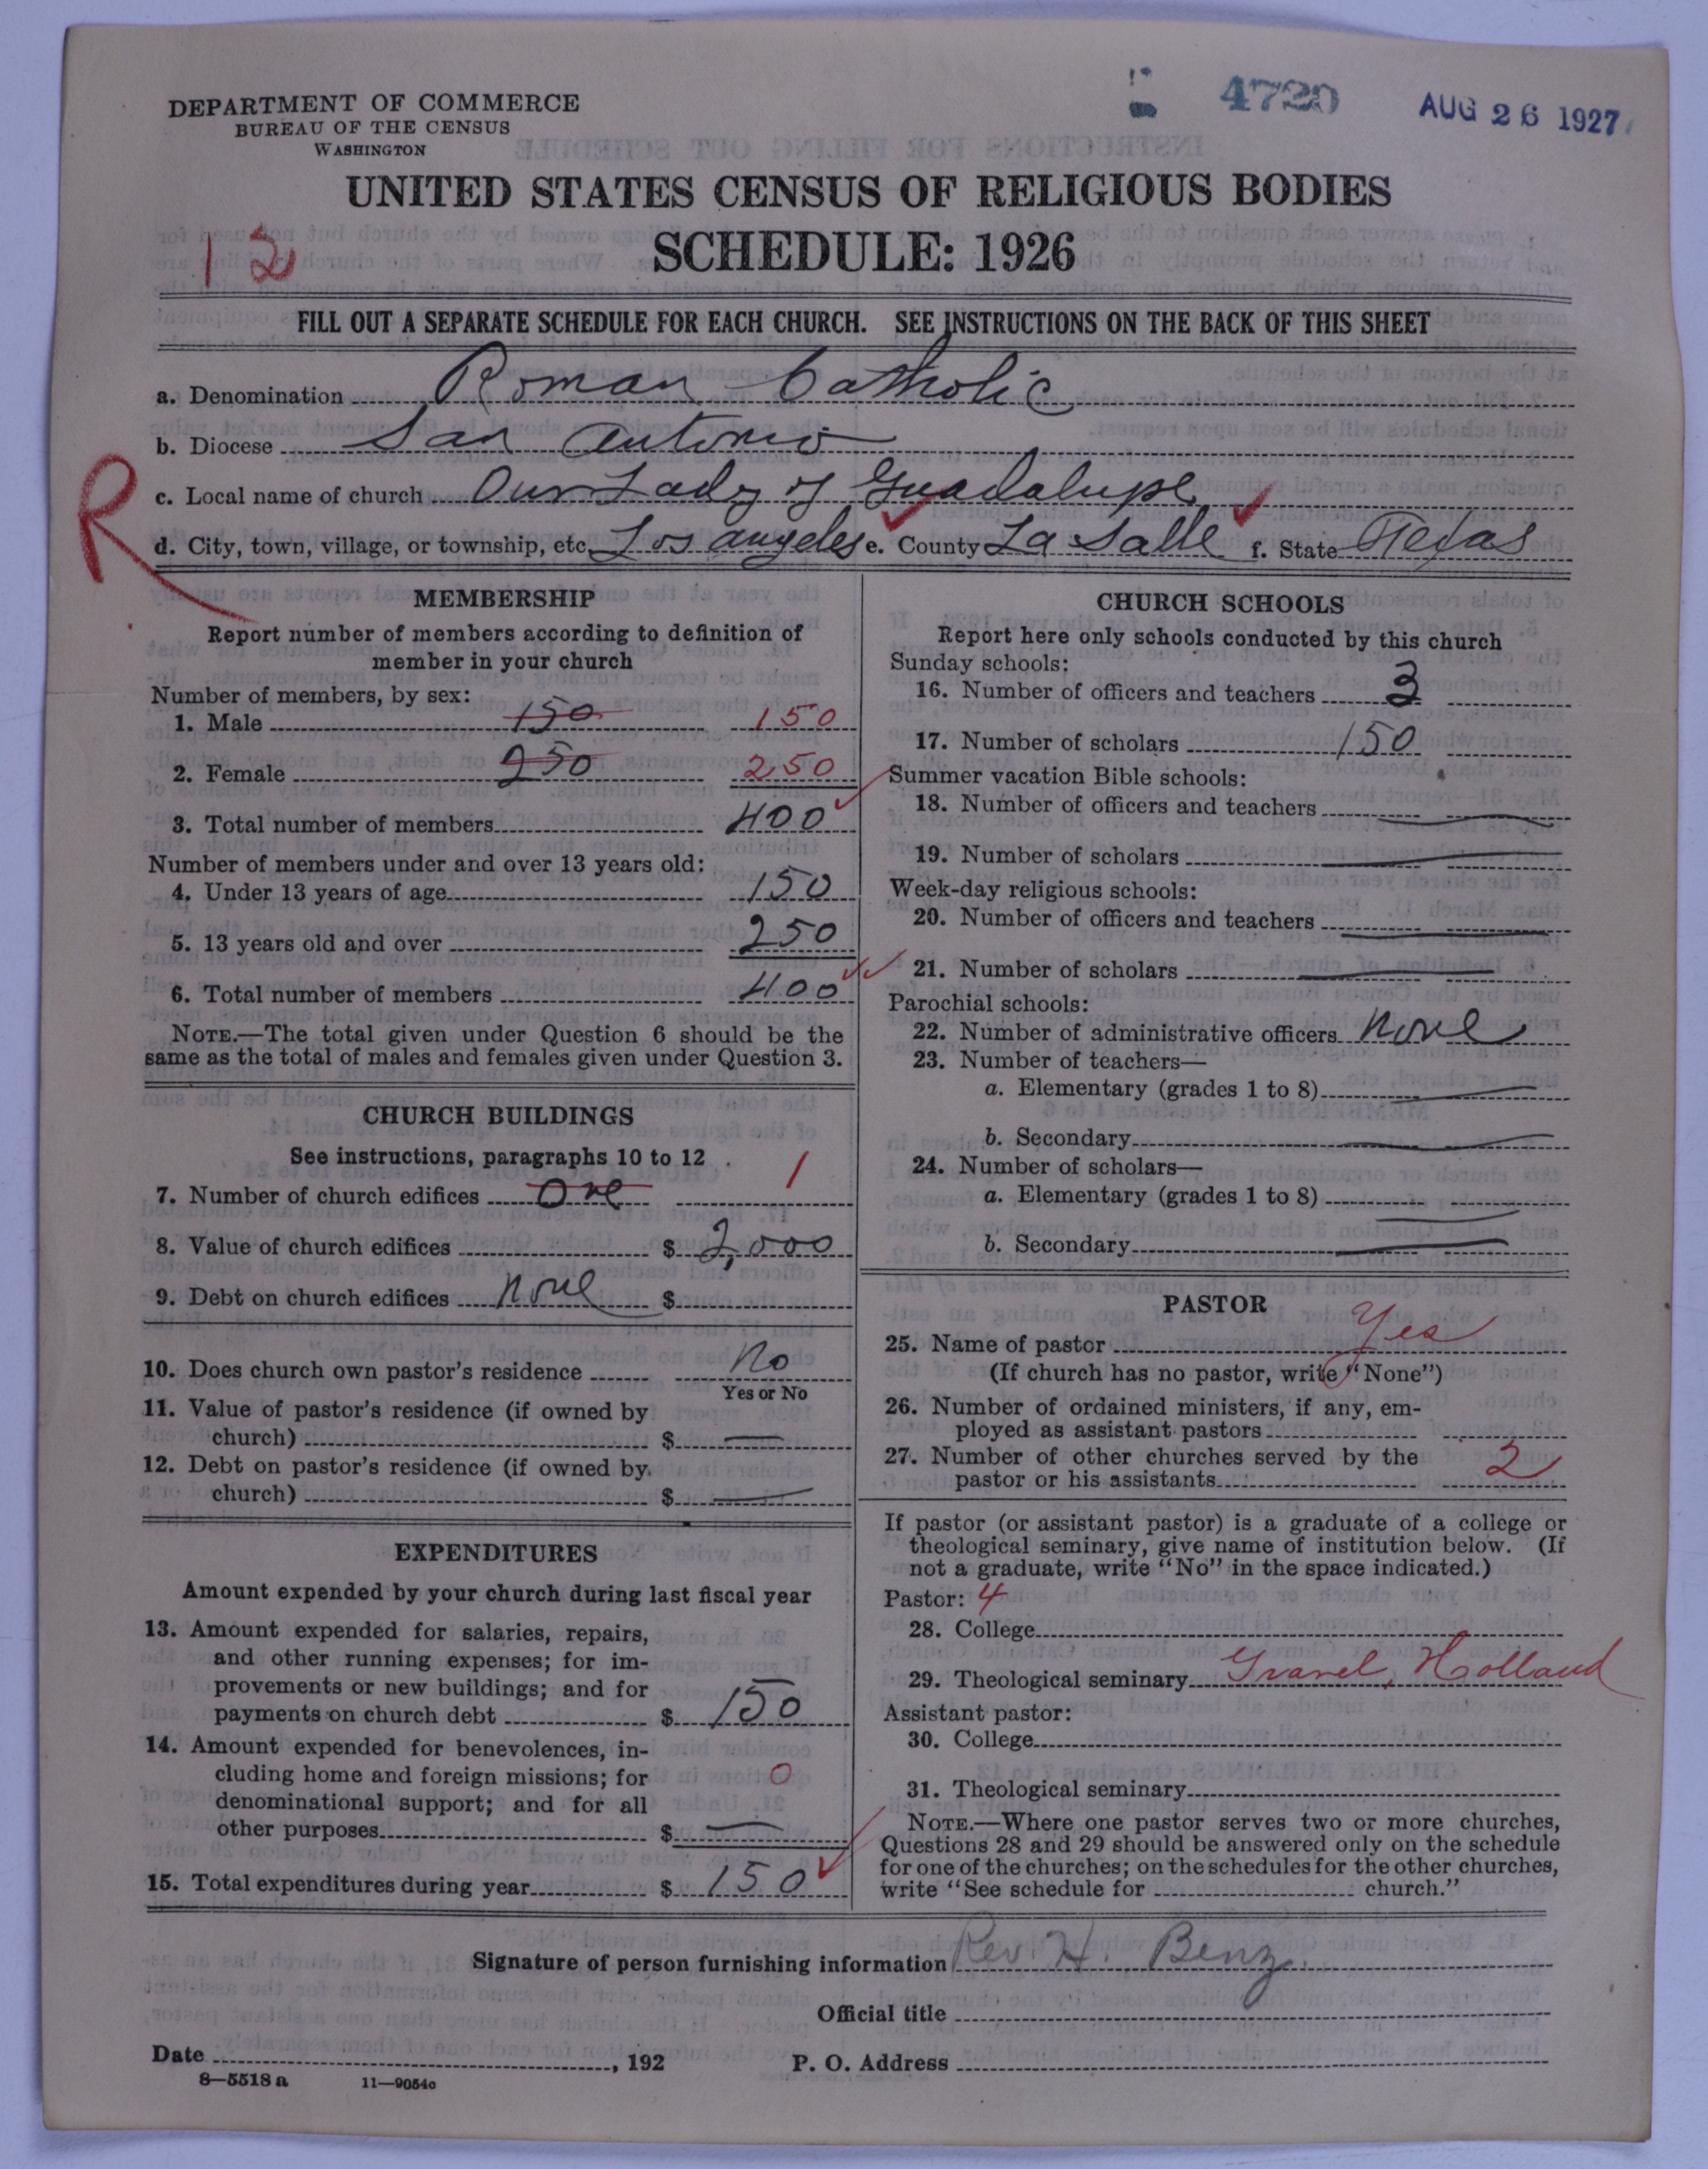 DEPARTMENT OF COMMERCE
BUREAU OF THE CENSUS
WASHINGTON
4720
AUG 26 1927
UNITED STATES CENSUS OF RELIGIOUS BODIES
SCHEDULE: 1926
12
FILL OUT A SEPARATE SCHEDULE FOR EACH CHURCH. SEE INSTRUCTIONS ON THE BACK OF THIS SHEET
a. Denomination Roman Catholic
b. Diocese San Antonio
R
c. Local name of church Our Lady of Guadalupe
d. City, town, village, or township, etc. Los Angeles e. County La Salle f. State Texas
MEMBERSHIP
Report number of members according to definition of
member in your church
Number of members, by sex:
1. Male 150 150
2. Female 250 250
3. Total number of members 400
Number of members under and over 13 years old:
4. Under 13 years of age 150
5. 13 years old and over 250
6. Total number of members 400
NOTE.—The total given under Question 6 should be the
same as the total of males and females given under Question 3.
CHURCH BUILDINGS
See instructions, paragraphs 10 to 12
7. Number of church edifices One 1
8. Value of church edifices $ 2,000
9. Debt on church edifices none $
10. Does church own pastor's residence No
Yes or No
11. Value of pastor's residence (if owned by
church) $ —
12. Debt on pastor's residence (if owned by
church) $ —
EXPENDITURES
Amount expended by your church during last fiscal year
13. Amount expended for salaries, repairs,
and other running expenses; for im-
provements or new buildings; and for
payments on church debt $ 150
14. Amount expended for benevolences, in-
cluding home and foreign missions; for 0
denominational support; and for all
other purposes $ —
15. Total expenditures during year $ 150
CHURCH SCHOOLS
Report here only schools conducted by this church
Sunday schools:
16. Number of officers and teachers 3
17. Number of scholars 150
Summer vacation Bible schools:
18. Number of officers and teachers —
19. Number of scholars —
Week-day religious schools:
20. Number of officers and teachers —
21. Number of scholars —
Parochial schools:
22. Number of administrative officers none
23. Number of teachers—
a. Elementary (grades 1 to 8) —
b. Secondary —
24. Number of scholars—
a. Elementary (grades 1 to 8) —
b. Secondary —
PASTOR
25. Name of pastor Yes
(If church has no pastor, write "None")
26. Number of ordained ministers, if any, em-
ployed as assistant pastors
27. Number of other churches served by the
pastor or his assistants 2
If pastor (or assistant pastor) is a graduate of a college or
theological seminary, give name of institution below. (If
not a graduate, write "No" in the space indicated.)
Pastor: 4
28. College
29. Theological seminary Gravel, Holland
Assistant pastor:
30. College
31. Theological seminary
NOTE.—Where one pastor serves two or more churches,
Questions 28 and 29 should be answered only on the schedule
for one of the churches; on the schedules for the other churches,
write "See schedule for church."
Signature of person furnishing information Rev. H. Benz.
Official title
Date , 192
P. O. Address
8—5518 a 11—9054c